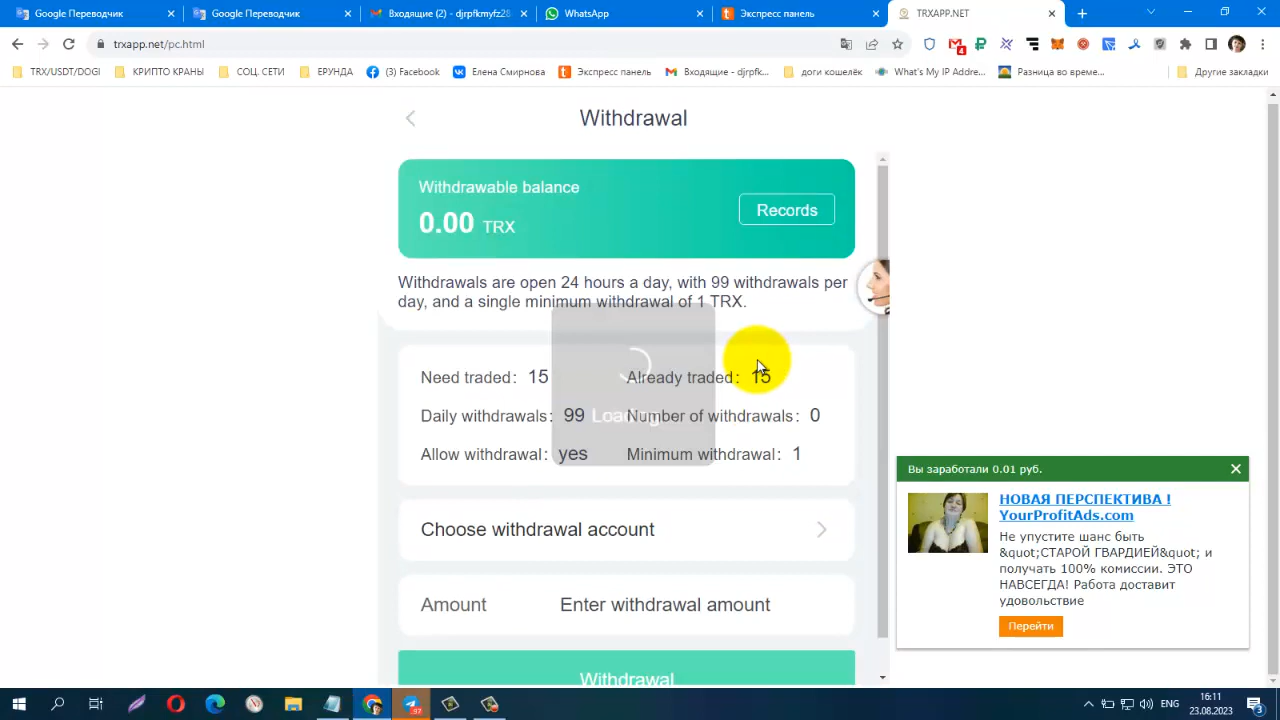 Google Переводчик
Google Переводчик
Входящие (2) - djrpfkmyfz28
WhatsApp
Экспресс панель
TRXAPP.NET
trxapp.net/pc.html
4
TRX/USDT/DOGI
КРИПТО КРАНЫ
СОЦ. СЕТИ
ЕРУНДА
(3) Facebook
Елена Смирнова
Экспресс панель
Входящие - djrpfk...
доги кошелёк
What's My IP Addre...
Разница во време...
Другие закладки
Withdrawal
Withdrawable balance
0.00 TRX
Records
Withdrawals are open 24 hours a day, with 99 withdrawals per
day, and a single minimum withdrawal of 1 TRX.
Need traded: 15 Already traded: 15
Daily withdrawals: 99 Number of withdrawals: 0
Loading
Allow withdrawal: yes Minimum withdrawal: 1
Choose withdrawal account
Amount Enter withdrawal amount
Withdrawal
Вы заработали 0.01 руб.
НОВАЯ ПЕРСПЕКТИВА !
YourProfitAds.com
Не упустите шанс быть
&quot;СТАРОЙ ГВАРДИЕЙ&quot; и
получать 100% комиссии. ЭТО
НАВСЕГДА! Работа доставит
удовольствие
Перейти
97
ENG
16:11
23.08.2023
3